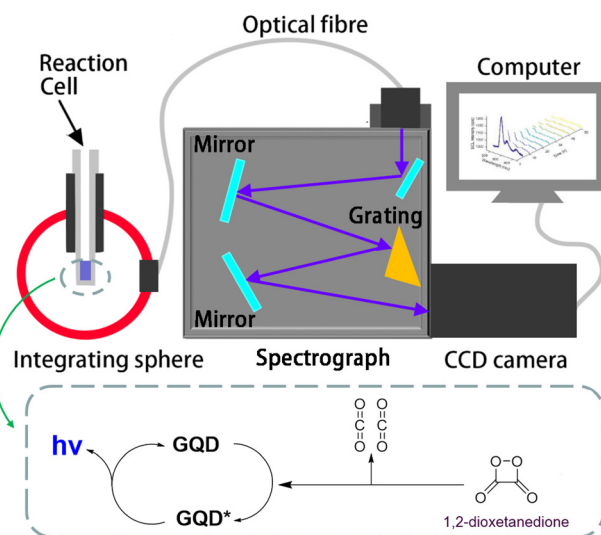 Optical fibre
Reaction
Cell
Computer
Mirror
Grating
Mirror
Integrating sphere
Spectrograph
CCD camera
hv
GQD
GQD*
O=C=O
O=C=O
O-O
O
O
1,2-dioxetanedione